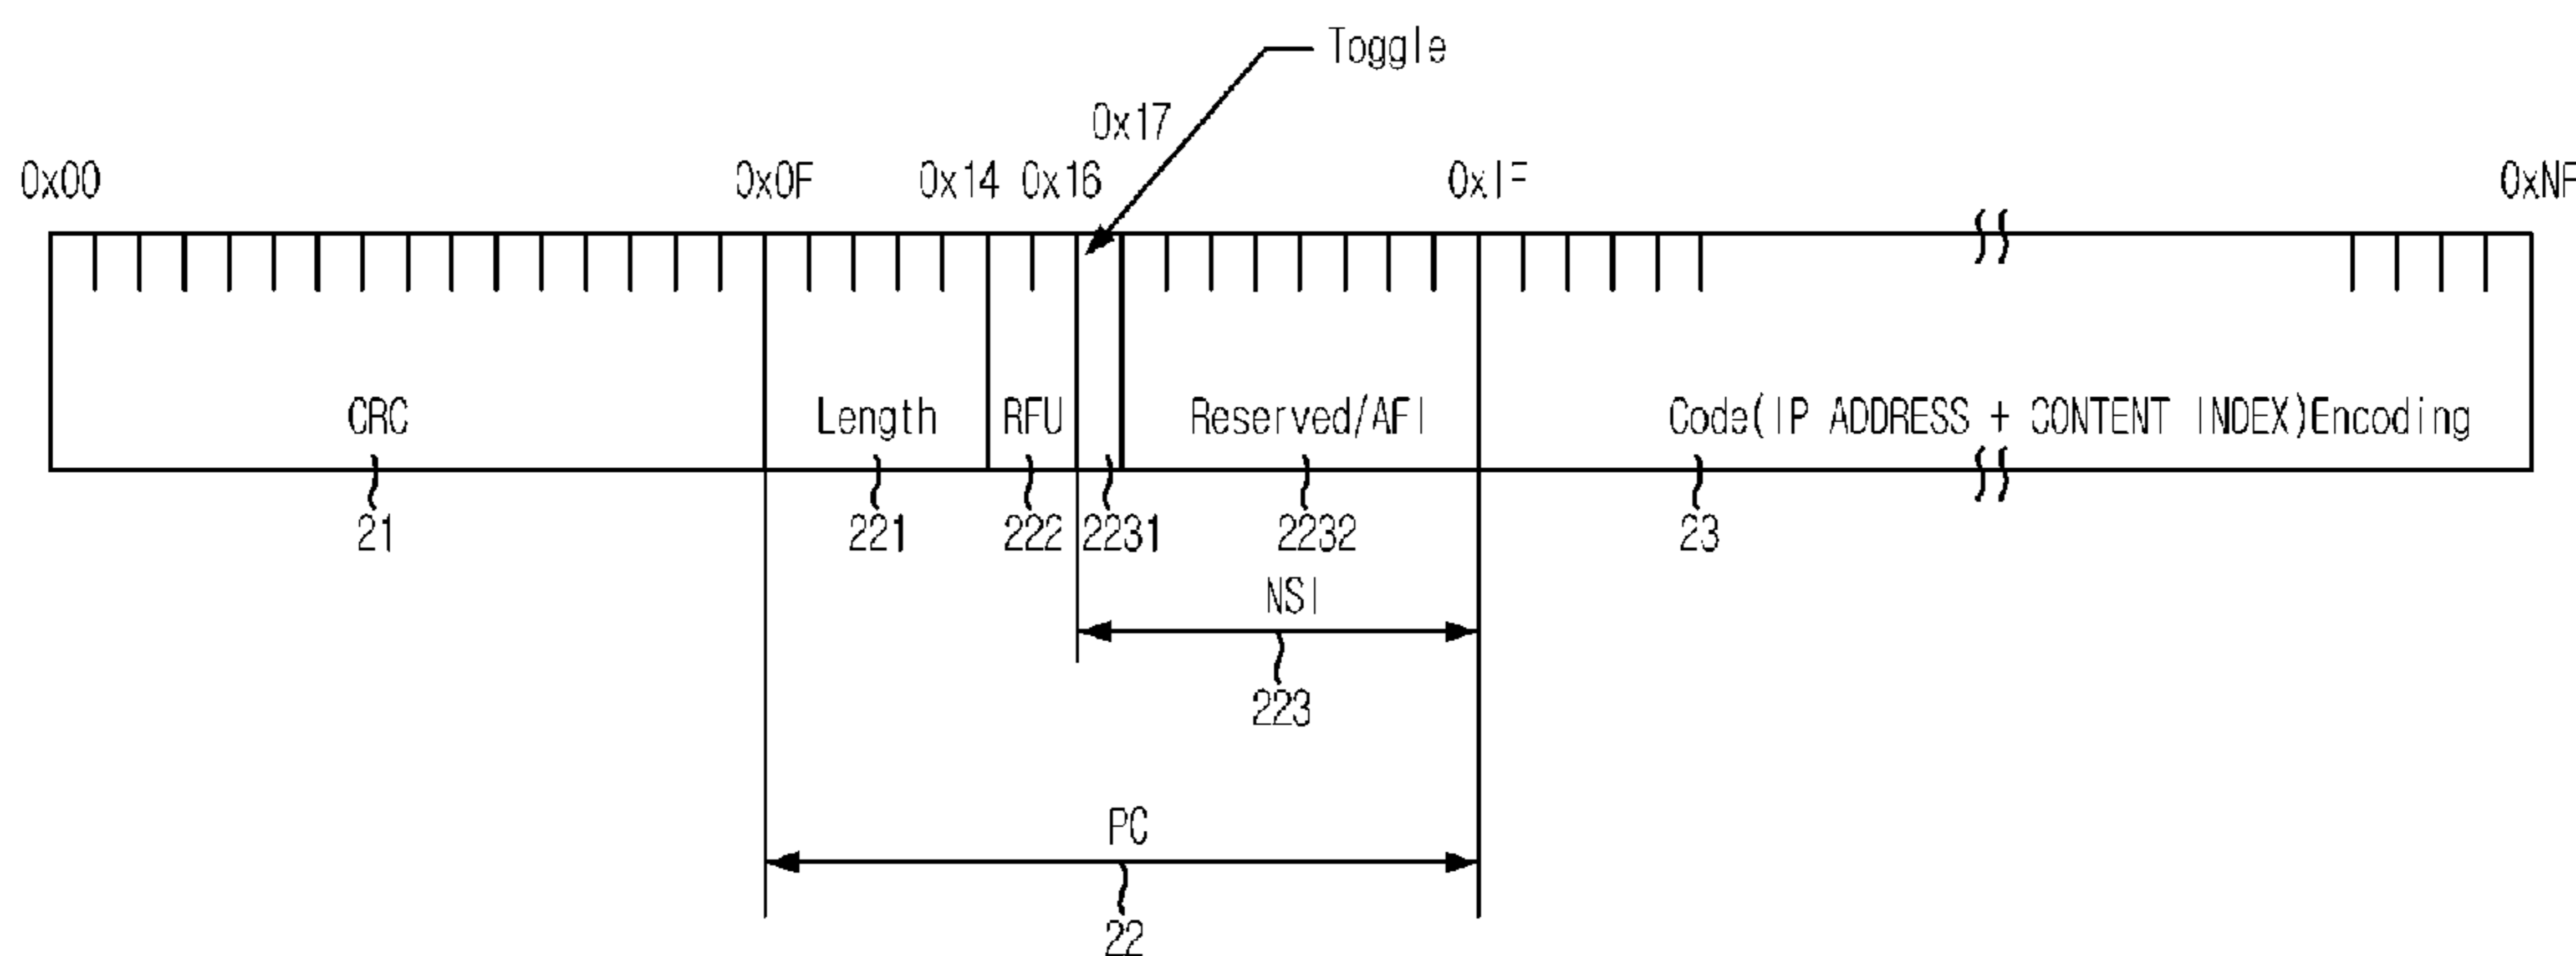 Toggle
0x17
0x00 0x0F 0x14 0x16 0x1F 0xNF
CRC Length RFU Reserved/AFI Code(IP ADDRESS + CONTENT INDEX)Encoding
21 221 222 2231 2232 23
NSI
223
PC
22